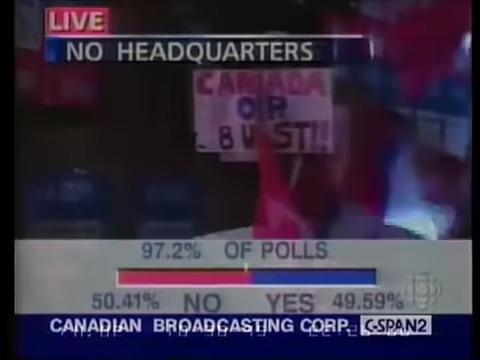 LIVE
NO HEADQUARTERS
CANADA
OR
BUST!!
97.2% OF POLLS
50.41% NO YES 49.59%
CANADIAN BROADCASTING CORP. C-SPAN2